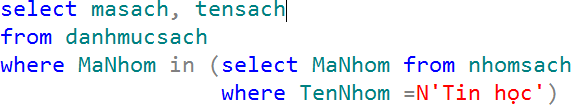 select masach, tensach
from danhmucsach
where MaNhom in (select MaNhom from nhomsach
where TenNhom =N'Tin học')